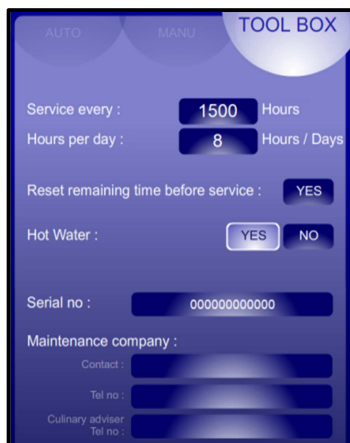 AUTO MANU TOOL BOX
Service every : 1500 Hours
Hours per day : 8 Hours / Days
Reset remaining time before service : YES
Hot Water : YES NO
Serial no : 000000000000
Maintenance company :
Contact :
Tel no :
Culinary adviser
Tel no :